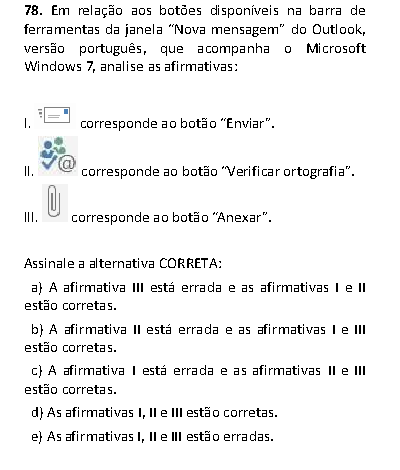 78. Em relação aos botões disponíveis na barra de
ferramentas da janela “Nova mensagem” do Outlook,
versão português, que acompanha o Microsoft
Windows 7, analise as afirmativas:
I. corresponde ao botão “Enviar”.
II. @ corresponde ao botão “Verificar ortografia”.
III. corresponde ao botão “Anexar”.
Assinale a alternativa CORRETA:
a) A afirmativa III está errada e as afirmativas I e II
estão corretas.
b) A afirmativa II está errada e as afirmativas I e III
estão corretas.
c) A afirmativa I está errada e as afirmativas II e III
estão corretas.
d) As afirmativas I, II e III estão corretas.
e) As afirmativas I, II e III estão erradas.